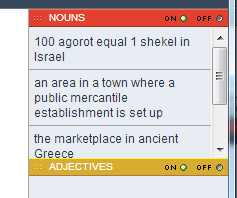 NOUNS ON OFF
100 agorot equal 1 shekel in
Israel
an area in a town where a
public mercantile
establishment is set up
the marketplace in ancient
Greece
ADJECTIVES ON OFF